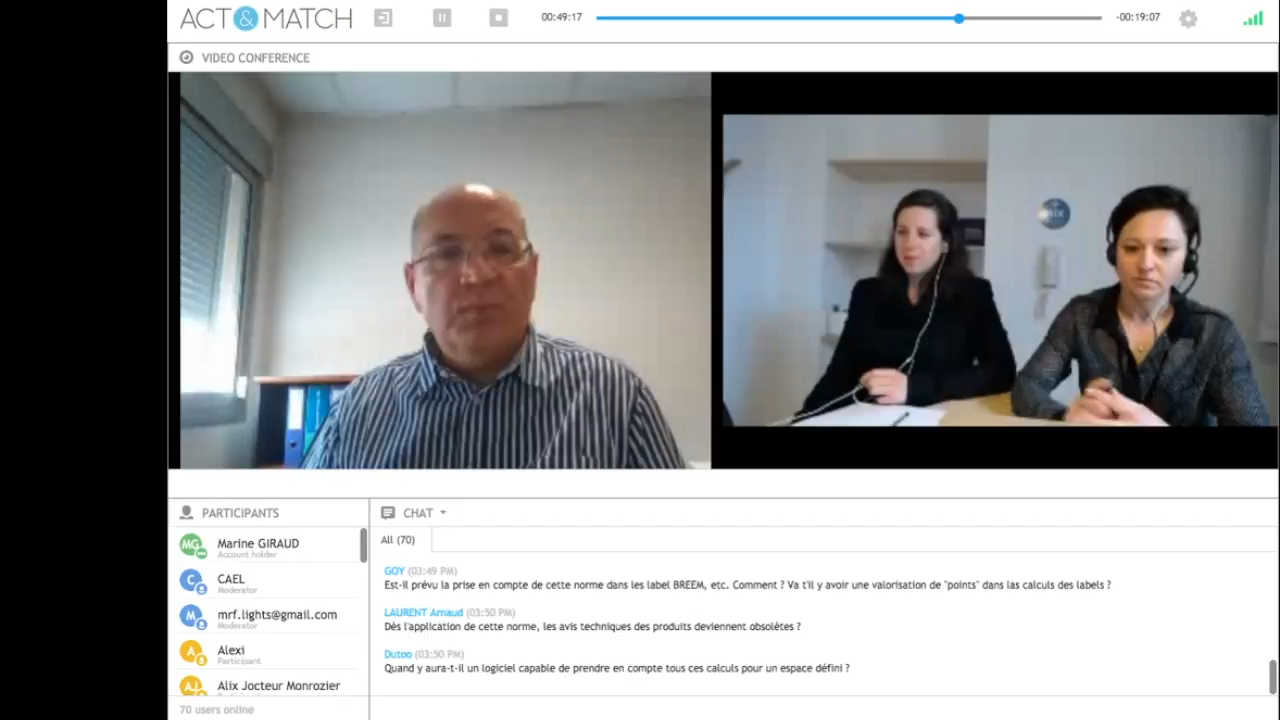 ACT & MATCH
00:49:17
-00:19:07
VIDEO CONFERENCE
PARTICIPANTS
MG
Marine GIRAUD
Account holder
C
CAEL
Moderator
M
mrf.lights@gmail.com
Moderator
A
Alexi
Participant
AJ
Alix Jocteur Monrozier
70 users online
CHAT
All (70)
GOY (03:49 PM)
Est-il prévu la prise en compte de cette norme dans les label BREEM, etc. Comment ? Va t'il y avoir une valorisation de "points" dans las calculs des labels ?
LAURENT Arnaud (03:50 PM)
Dès l'application de cette norme, les avis techniques des produits deviennent obsolètes ?
Dutoo (03:50 PM)
Quand y aura-t-il un logiciel capable de prendre en compte tous ces calculs pour un espace défini ?